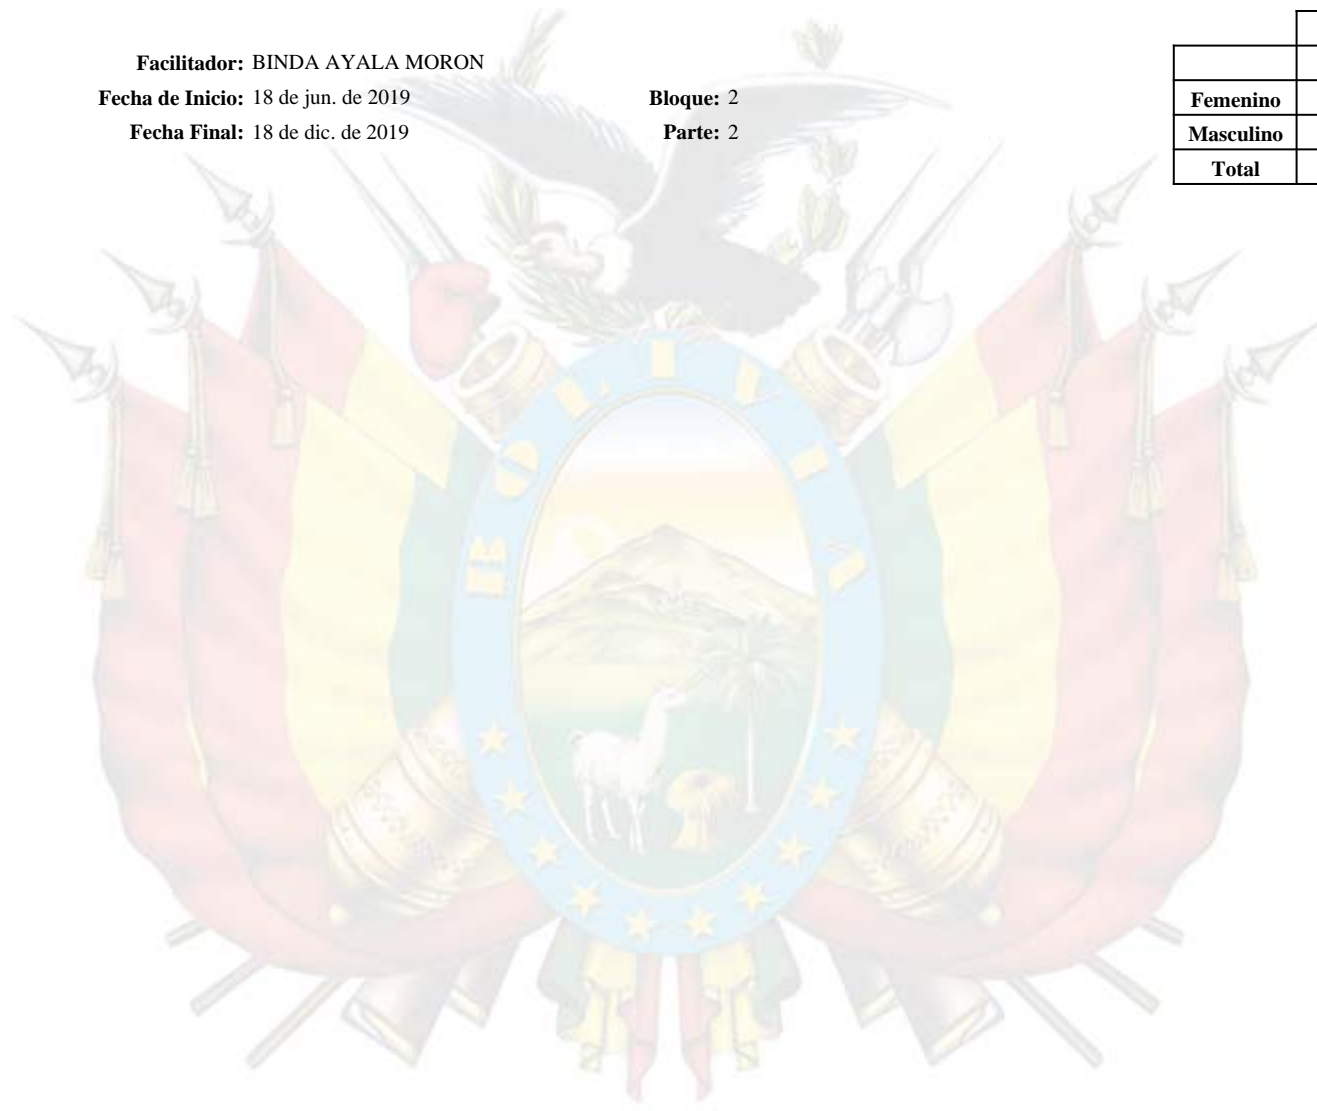 Facilitador: BINDA AYALA MORON
Fecha de Inicio: 18 de jun. de 2019 Bloque: 2
Fecha Final: 18 de dic. de 2019 Parte: 2
Femenino
Masculino
Total
BOLIVIA